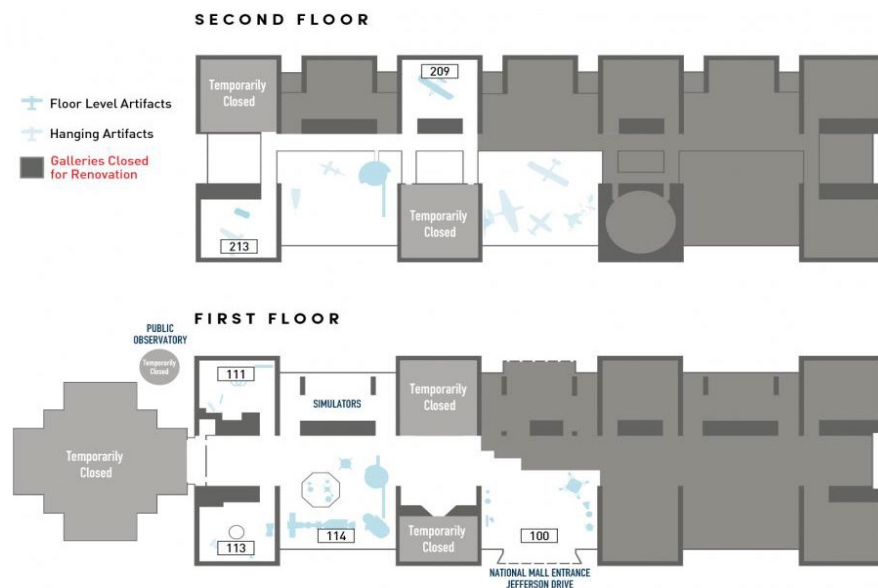 SECOND FLOOR
Floor Level Artifacts
Hanging Artifacts
Galleries Closed
for Renovation
Temporarily
Closed
209
213
Temporarily
Closed
FIRST FLOOR
PUBLIC
OBSERVATORY
Temporarily
Closed
Temporarily
Closed
111
SIMULATORS
Temporarily
Closed
113
114
Temporarily
Closed
100
NATIONAL MALL ENTRANCE
JEFFERSON DRIVE